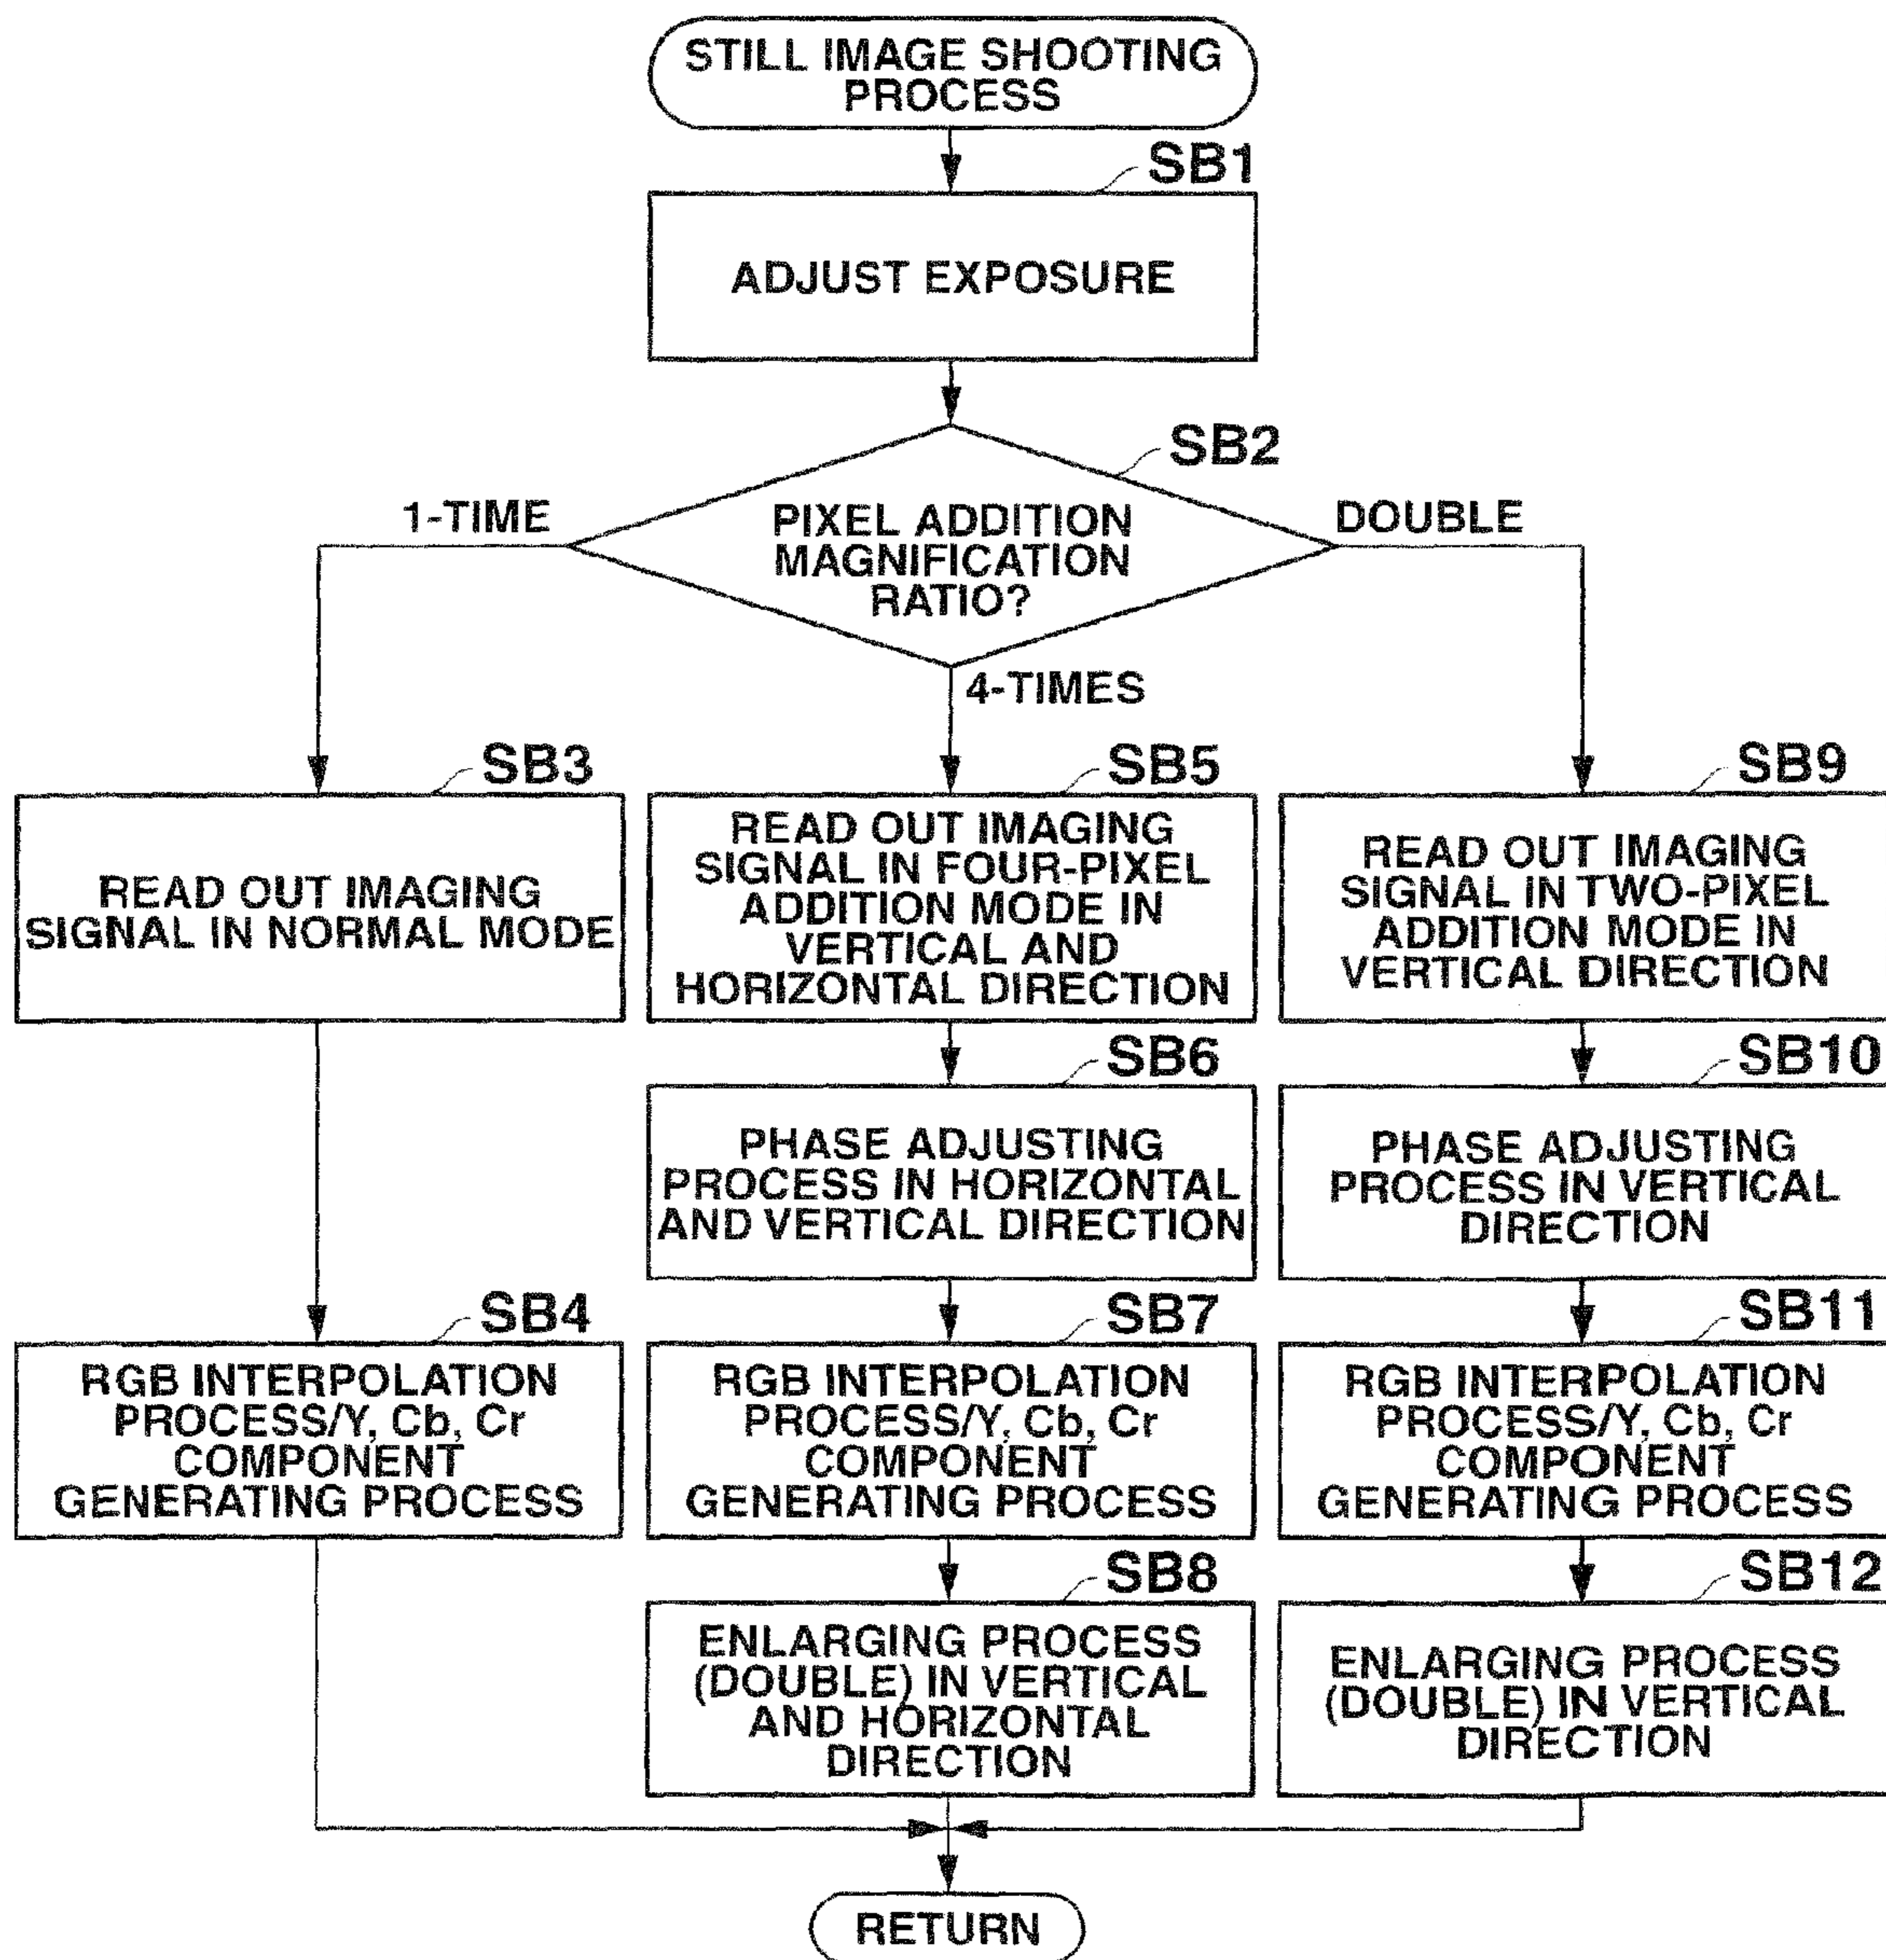 STILL IMAGE SHOOTING
PROCESS
SB1
ADJUST EXPOSURE
SB2
1-TIME
PIXEL ADDITION
MAGNIFICATION
RATIO?
DOUBLE
4-TIMES
SB3
READ OUT IMAGING
SIGNAL IN NORMAL MODE
SB5
READ OUT IMAGING
SIGNAL IN FOUR-PIXEL
ADDITION MODE IN
VERTICAL AND
HORIZONTAL DIRECTION
SB9
READ OUT IMAGING
SIGNAL IN TWO-PIXEL
ADDITION MODE IN
VERTICAL DIRECTION
SB6
PHASE ADJUSTING
PROCESS IN HORIZONTAL
AND VERTICAL DIRECTION
SB10
PHASE ADJUSTING
PROCESS IN VERTICAL
DIRECTION
SB4
RGB INTERPOLATION
PROCESS/Y, Cb, Cr
COMPONENT
GENERATING PROCESS
SB7
RGB INTERPOLATION
PROCESS/Y, Cb, Cr
COMPONENT
GENERATING PROCESS
SB11
RGB INTERPOLATION
PROCESS/Y, Cb, Cr
COMPONENT
GENERATING PROCESS
SB8
ENLARGING PROCESS
(DOUBLE) IN VERTICAL
AND HORIZONTAL
DIRECTION
SB12
ENLARGING PROCESS
(DOUBLE) IN VERTICAL
DIRECTION
RETURN